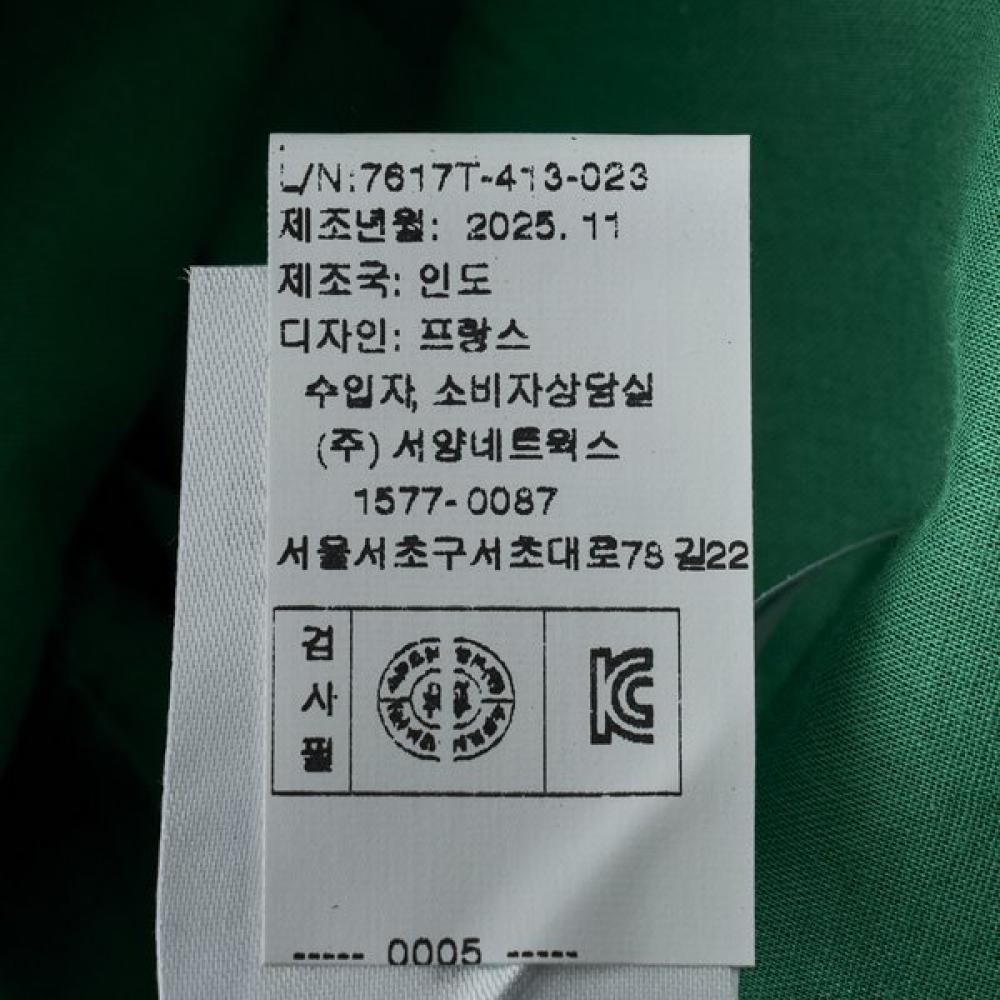 L/N:7617T-413-023
제조년월: 2025. 11
제조국: 인도
디자인: 프랑스
수입자, 소비자상담실
(주) 서양네트웍스
1577-0087
서울서초구서초대로78길22
검
사
필
KC
----- 0005 -----